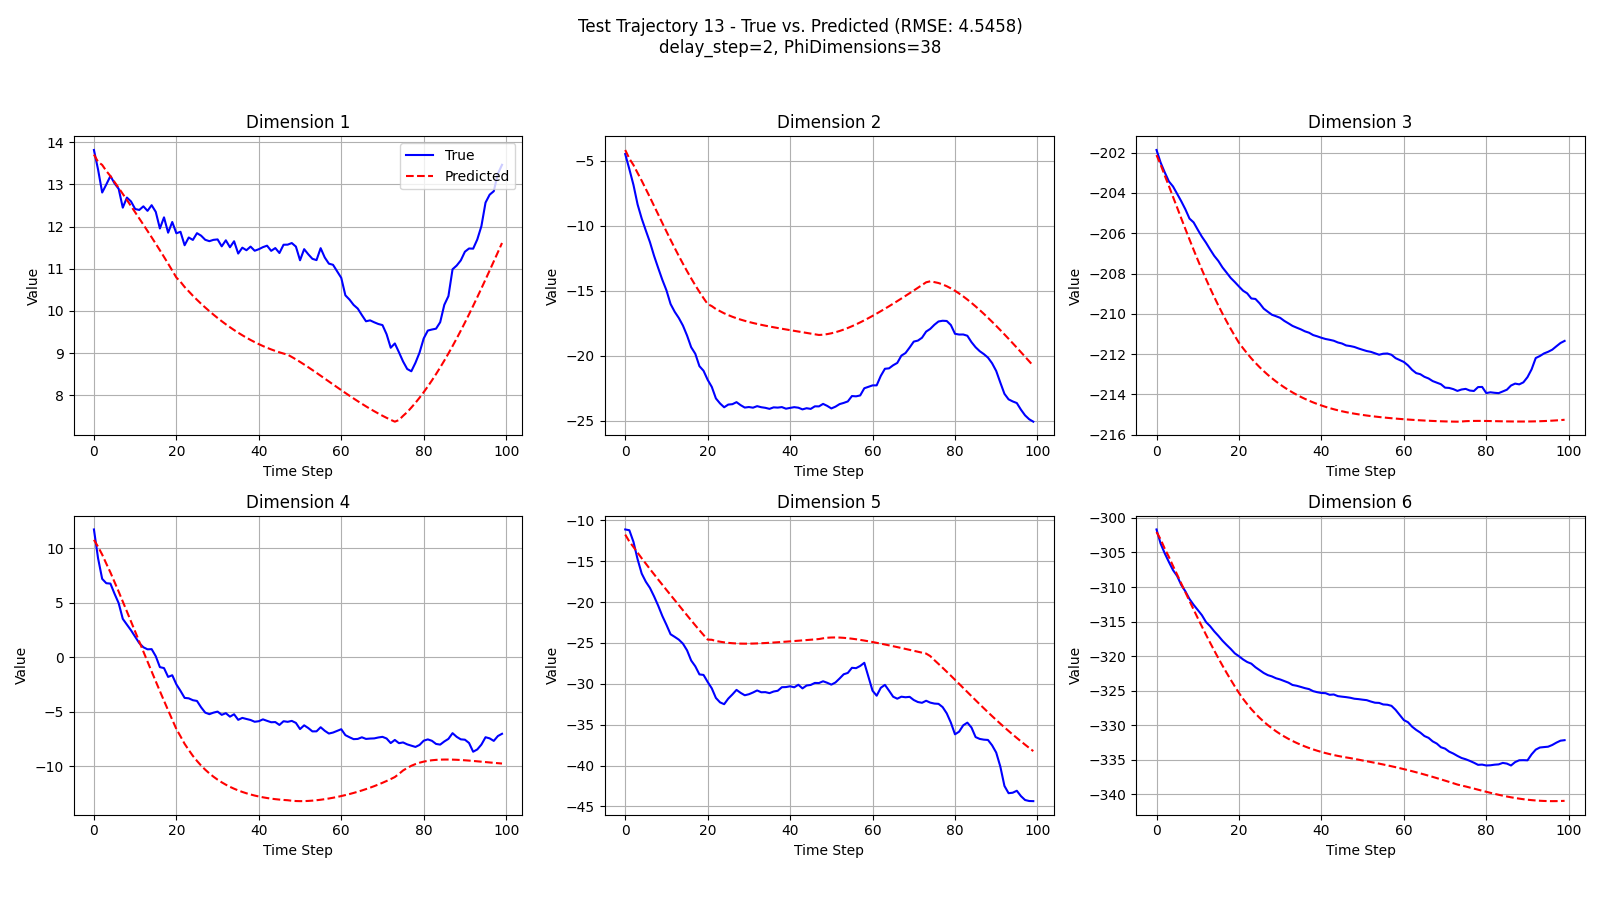 Test Trajectory 13 - True vs. Predicted (RMSE: 4.5458)
delay_step=2, PhiDimensions=38
Dimension 1
True
Predicted
Value
14
13
12
11
10
9
8
0 20 40 60 80 100
Time Step
Dimension 2
Value
−5
−10
−15
−20
−25
0 20 40 60 80 100
Time Step
Dimension 3
Value
−202
−204
−206
−208
−210
−212
−214
−216
0 20 40 60 80 100
Time Step
Dimension 4
Value
10
5
0
−5
−10
0 20 40 60 80 100
Time Step
Dimension 5
Value
−10
−15
−20
−25
−30
−35
−40
−45
0 20 40 60 80 100
Time Step
Dimension 6
Value
−300
−305
−310
−315
−320
−325
−330
−335
−340
0 20 40 60 80 100
Time Step